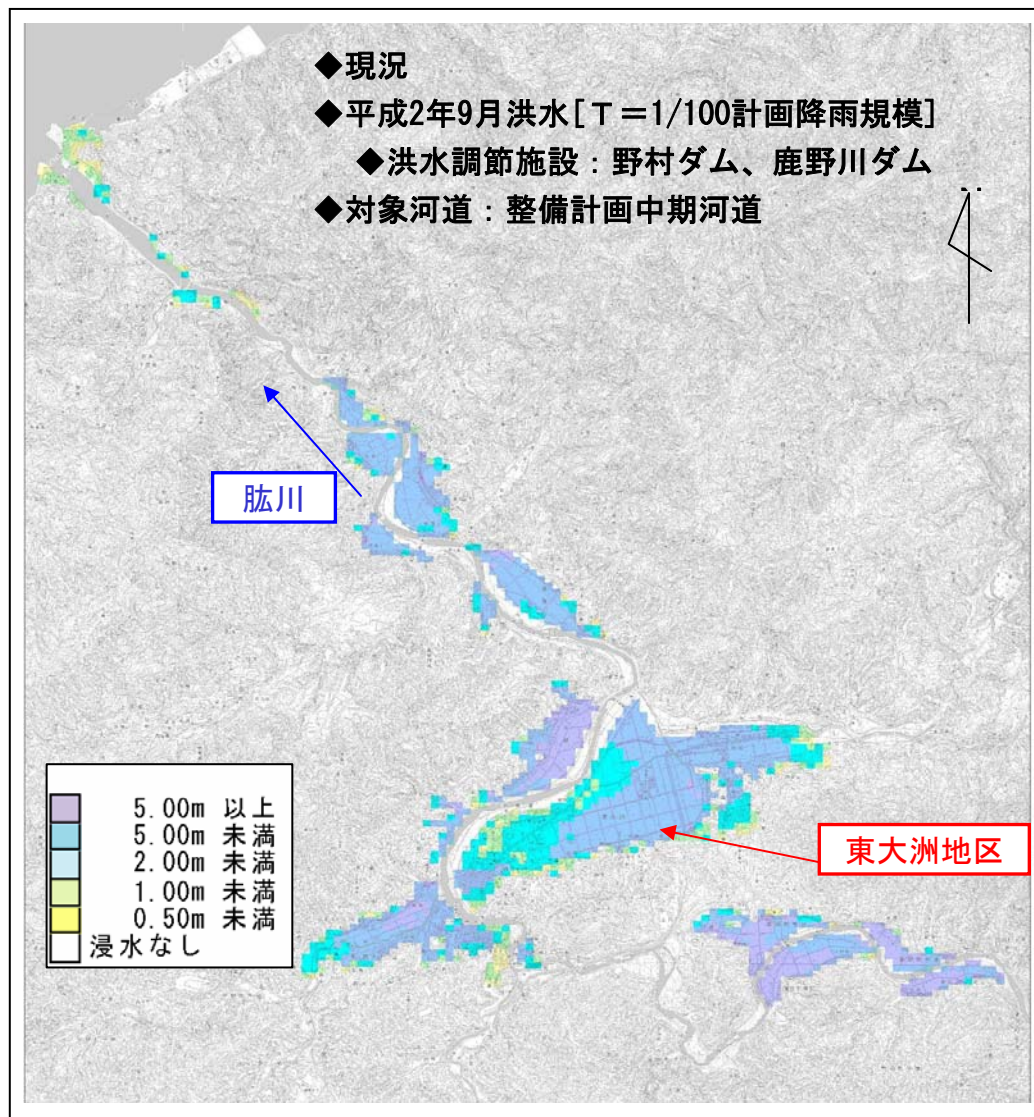 ◆現況
◆平成2年9月洪水[T=1/100計画降雨規模]
◆洪水調節施設:野村ダム、鹿野川ダム
◆対象河道:整備計画中期河道
肱川
5.00m 以上
5.00m 未満
2.00m 未満
1.00m 未満
0.50m 未満
浸水なし
東大洲地区